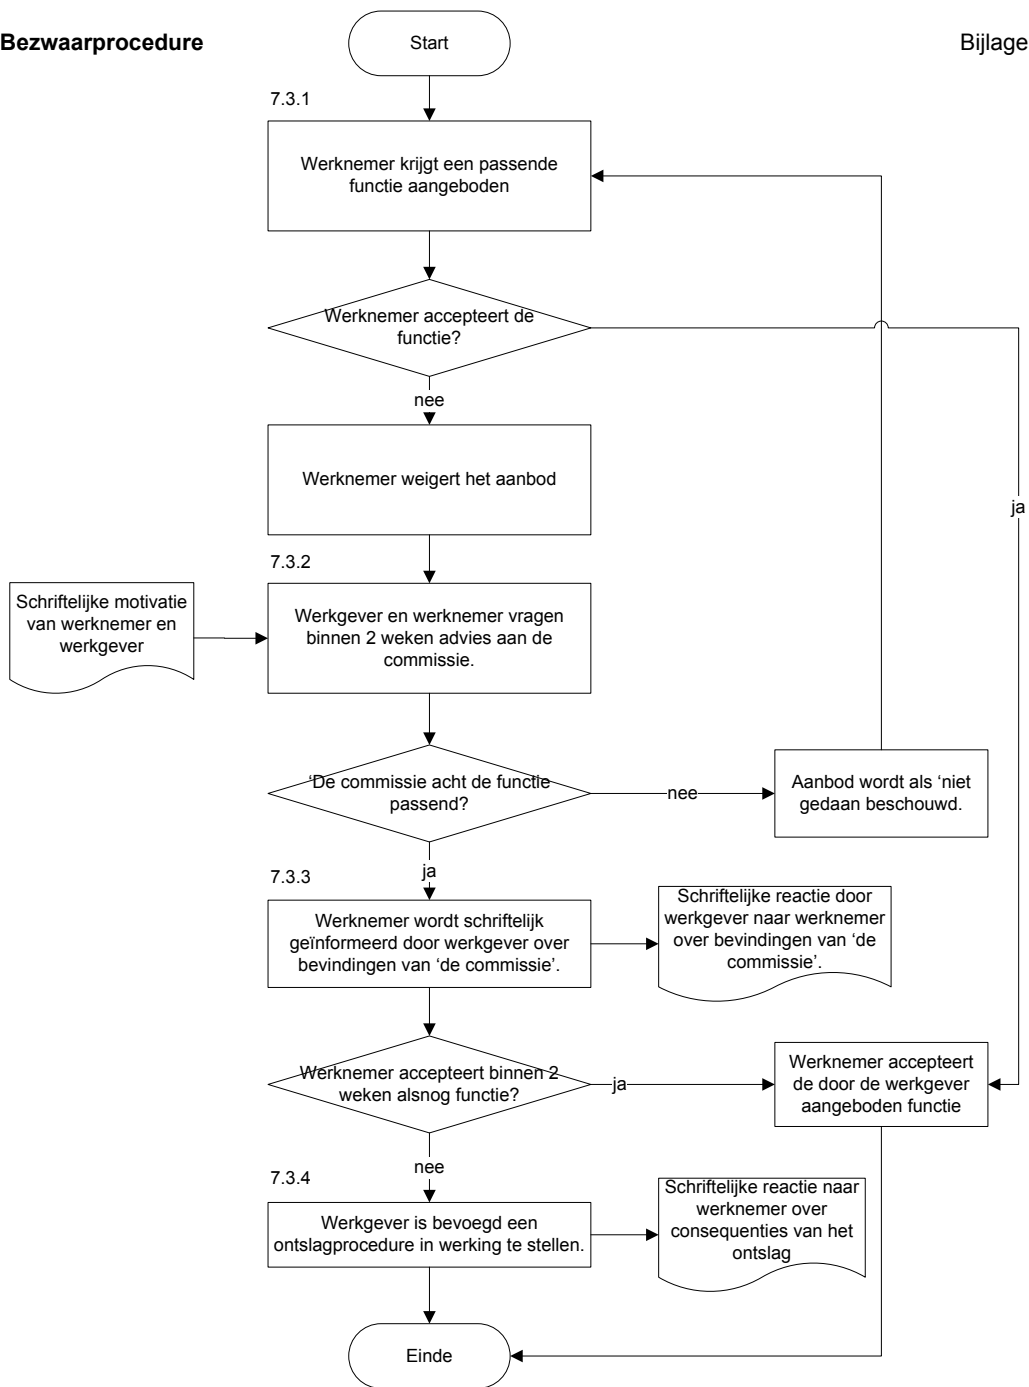 Bezwaarprocedure
Start
Bijlage
7.3.1
Werknemer krijgt een passende
functie aangeboden
Werknemer accepteert de
functie?
nee
Werknemer weigert het aanbod
ja
7.3.2
Schriftelijke motivatie
van werknemer en
werkgever
Werkgever en werknemer vragen
binnen 2 weken advies aan de
commissie.
‘De commissie acht de functie
passend?
nee
Aanbod wordt als ‘niet
gedaan beschouwd.
ja
7.3.3
Werknemer wordt schriftelijk
geïnformeerd door werkgever over
bevindingen van ‘de commissie’.
Schriftelijke reactie door
werkgever naar werknemer
over bevindingen van ‘de
commissie’.
Werknemer accepteert binnen 2
weken alsnog functie?
ja
Werknemer accepteert
de door de werkgever
aangeboden functie
nee
7.3.4
Werkgever is bevoegd een
ontslagprocedure in werking te stellen.
Schriftelijke reactie naar
werknemer over
consequenties van het
ontslag
Einde